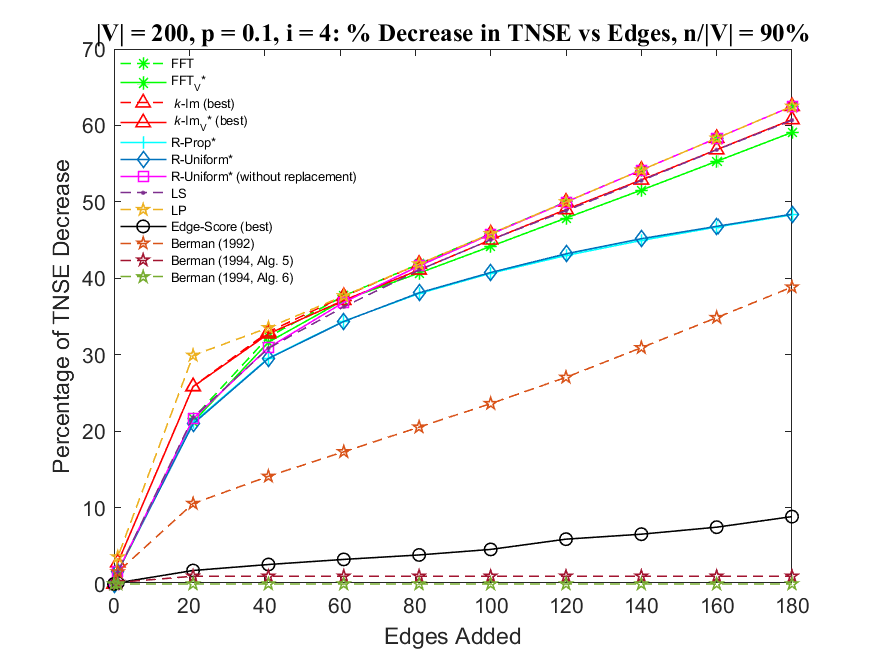 |V| = 200, p = 0.1, i = 4: % Decrease in TNSE vs Edges, n/|V| = 90%
70
60
50
40
30
20
10
0
Percentage of TNSE Decrease
FFT
FFT_V*
k-Im (best)
k-Im_V* (best)
R-Prop*
R-Uniform*
R-Uniform* (without replacement)
LS
LP
Edge-Score (best)
Berman (1992)
Berman (1994, Alg. 5)
Berman (1994, Alg. 6)
0 20 40 60 80 100 120 140 160 180
Edges Added